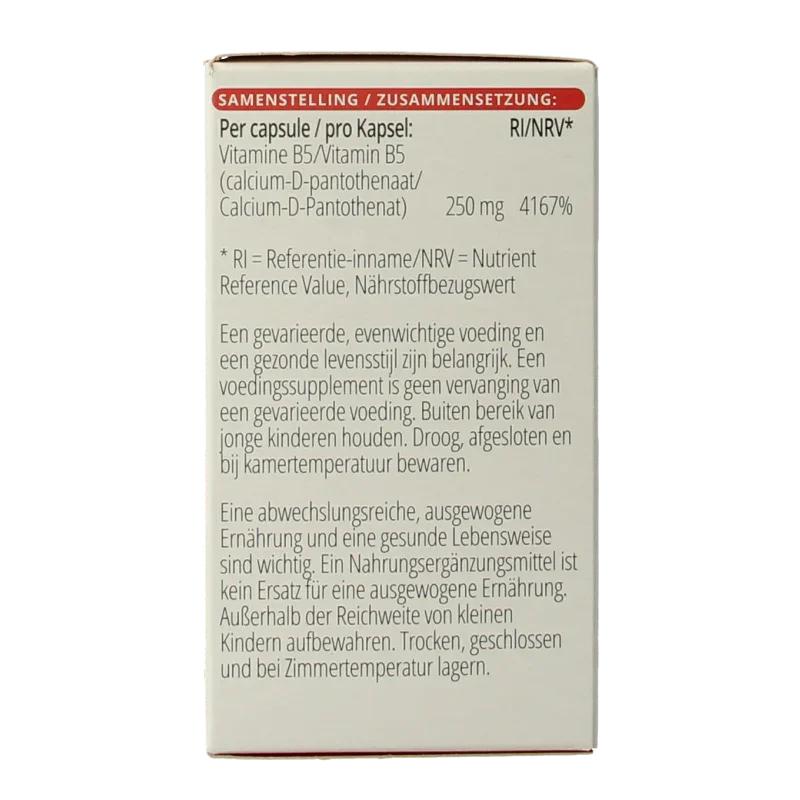 SAMENSTELLING / ZUSAMMENSETZUNG:
Per capsule / pro Kapsel: RI/NRV*
Vitamine B5/Vitamin B5
(calcium-D-pantothenaat/
Calcium-D-Pantothenat) 250 mg 4167%
* RI = Referentie-inname/NRV = Nutrient
Reference Value, Nährstoffbezugswert
Een gevarieerde, evenwichtige voeding en
een gezonde levensstijl zijn belangrijk. Een
voedingssupplement is geen vervanging van
een gevarieerde voeding. Buiten bereik van
jonge kinderen houden. Droog, afgesloten en
bij kamertemperatuur bewaren.
Eine abwechslungsreiche, ausgewogene
Ernährung und eine gesunde Lebensweise
sind wichtig. Ein Nahrungsergänzungsmittel ist
kein Ersatz für eine ausgewogene Ernährung.
Außerhalb der Reichweite von kleinen
Kindern aufbewahren. Trocken, geschlossen
und bei Zimmertemperatur lagern.